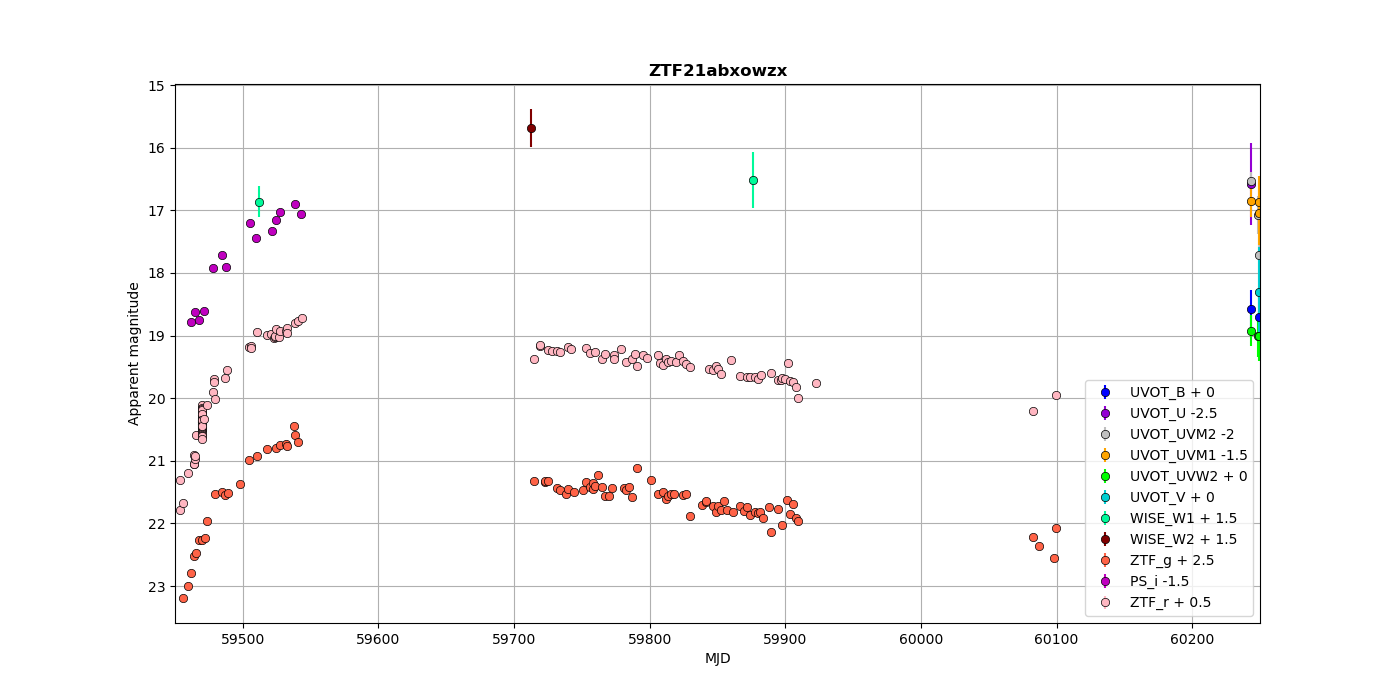 ZTF21abxowzx
Apparent magnitude
15
16
17
18
19
20
21
22
23
59500
59600
59700
59800
59900
60000
60100
60200
MJD
UVOT_B + 0
UVOT_U -2.5
UVOT_UVM2 -2
UVOT_UVM1 -1.5
UVOT_UVW2 + 0
UVOT_V + 0
WISE_W1 + 1.5
WISE_W2 + 1.5
ZTF_g + 2.5
PS_i -1.5
ZTF_r + 0.5